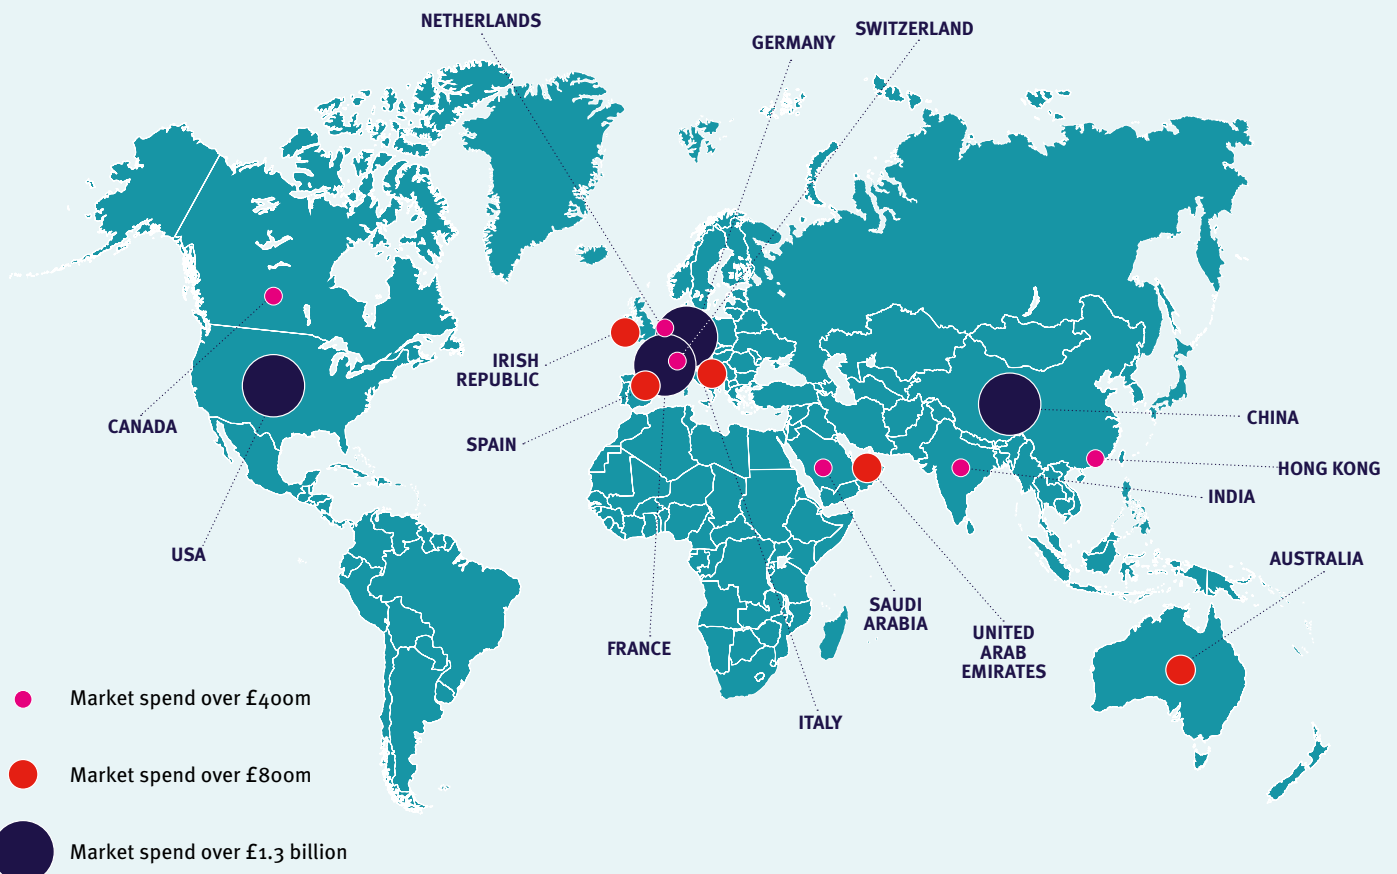 NETHERLANDS
GERMANY
SWITZERLAND
IRISH
REPUBLIC
CANADA
SPAIN
CHINA
HONG KONG
INDIA
USA
AUSTRALIA
SAUDI
ARABIA
UNITED
ARAB
EMIRATES
FRANCE
ITALY
Market spend over £400m
Market spend over £800m
Market spend over £1.3 billion